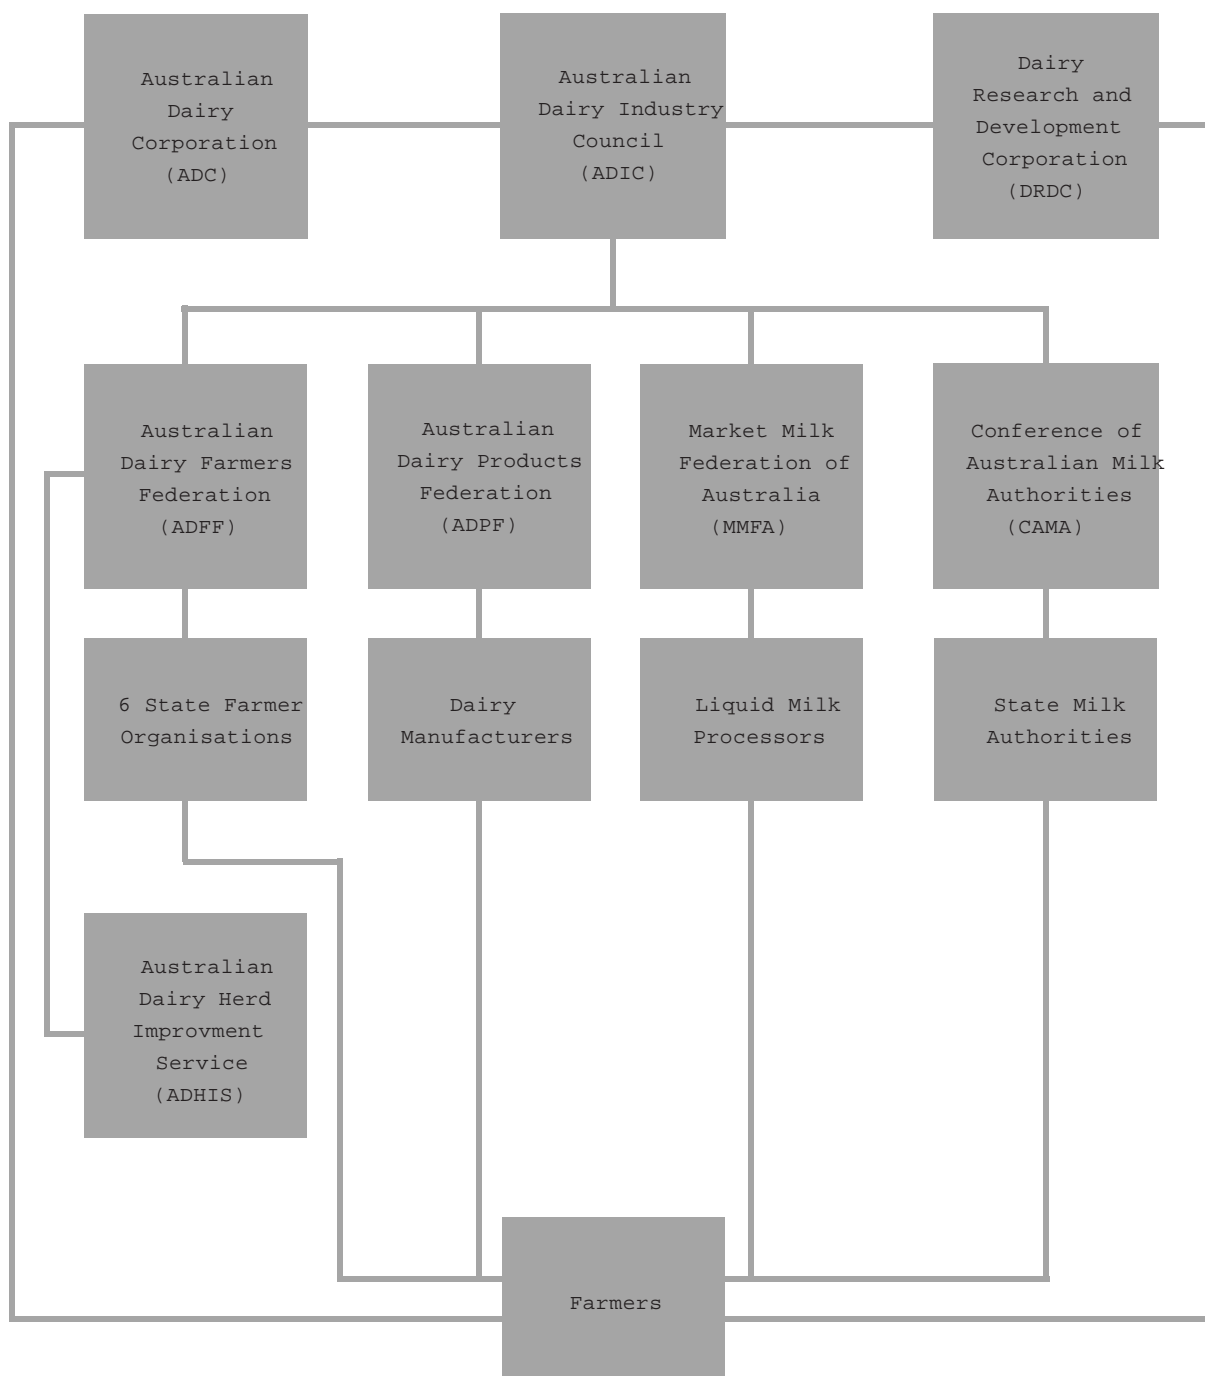 Australian
Dairy
Corporation
(ADC)
Australian
Dairy Industry
Council
(ADIC)
Dairy
Research and
Development
Corporation
(DRDC)
Australian
Dairy Farmers
Federation
(ADFF)
Australian
Dairy Products
Federation
(ADPF)
Market Milk
Federation of
Australia
(MMFA)
Conference of
Australian Milk
Authorities
(CAMA)
6 State Farmer
Organisations
Dairy
Manufacturers
Liquid Milk
Processors
State Milk
Authorities
Australian
Dairy Herd
Improvment
Service
(ADHIS)
Farmers